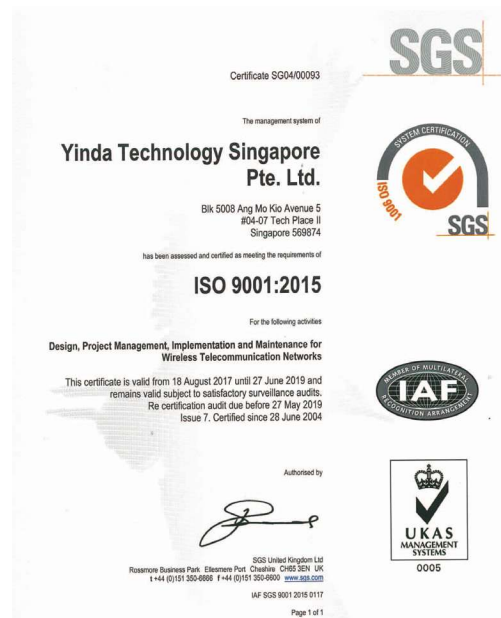 SGS
Certificate SG04/00093
The management system of
Yinda Technology Singapore
Pte. Ltd.
Blk 5008 Ang Mo Kio Avenue 5
#04-07 Tech Place II
Singapore 569874
has been assessed and certified as meeting the requirements of
ISO 9001:2015
For the following activities
Design, Project Management, Implementation and Maintenance for
Wireless Telecommunication Networks
This certificate is valid from 18 August 2017 until 27 June 2019 and
remains valid subject to satisfactory surveillance audits.
Re certification audit due before 27 May 2019
Issue 7. Certified since 28 June 2004
Authorised by
SGS United Kingdom Ltd
Rossmore Business Park Ellesmere Port Cheshire CH65 3EN UK
t +44 (0)151 350-6666 f +44 (0)151 350-6600 www.sgs.com
IAF SGS 9001 2015 0117
Page 1 of 1
SYSTEM CERTIFICATION
ISO 9001
SGS
MEMBER OF MULTILATERAL
IAF
RECOGNITION ARRANGEMENT
UKAS
MANAGEMENT
SYSTEMS
0005